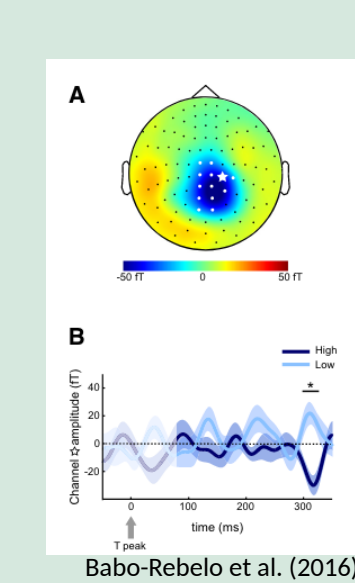 A
-50 fT 0 50 fT
B
High
Low
*
Channel ☆ amplitude (fT)
40
20
0
-20
0 100 200 300
time (ms)
T peak
Babo-Rebelo et al. (2016)